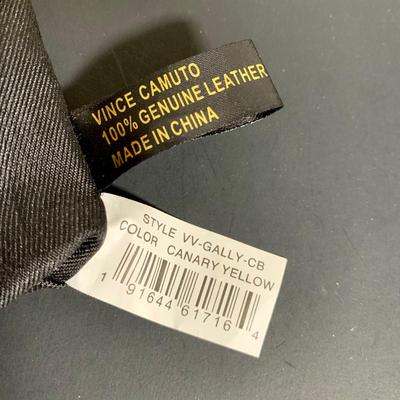 VINCE CAMUTO
100% GENUINE LEATHER
MADE IN CHINA
STYLE VV-GALLY-CB
COLOR CANARY YELLOW
1 91644 61716 4